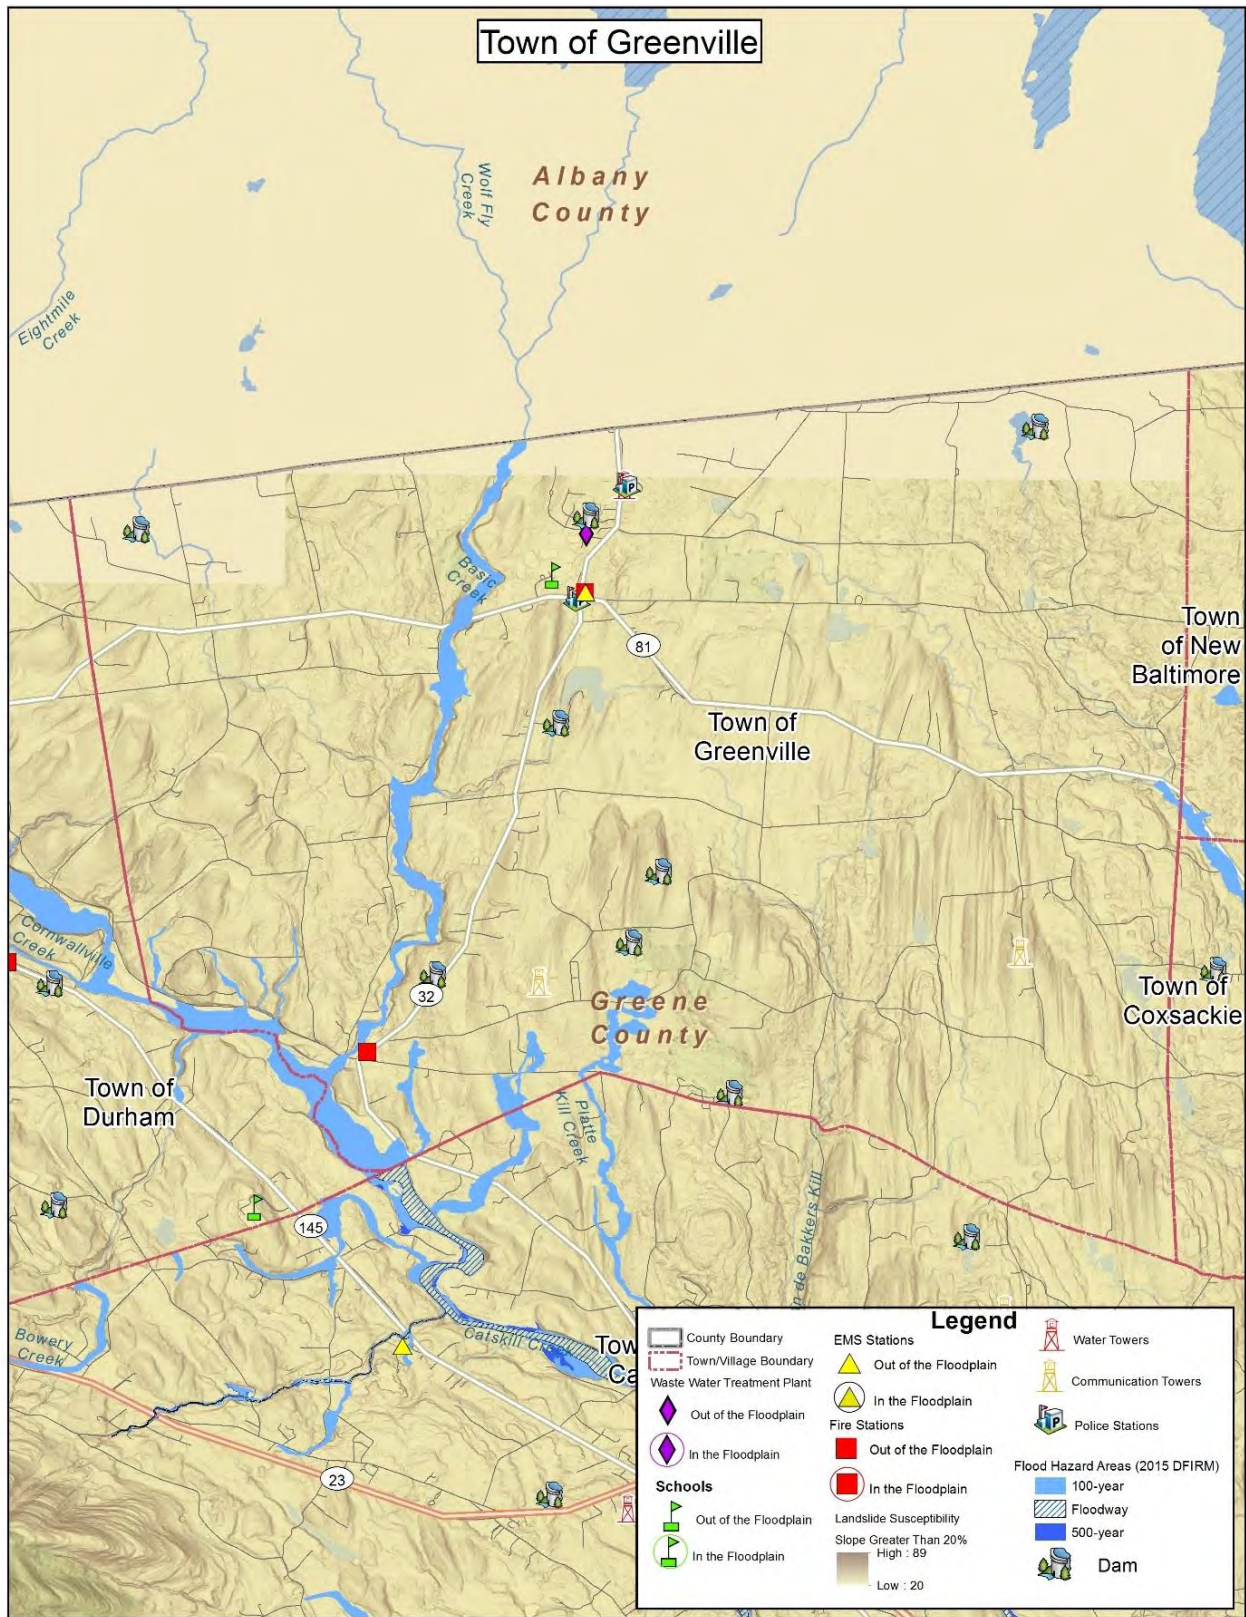 Town of Greenville
Wolf Fly
Creek
Albany
County
Eightmile
Creek
Basic
Creek
81
Town
of New
Baltimore
Town of
Greenville
Cornwallville
Creek
32
Greene
County
Town of
Coxsackie
Town of
Durham
Platte
Kill Creek
145
n de Bakkers Kill
Bowery
Creek
Catskill Creek
Tow
Ca
23
Legend
County Boundary
Town/Village Boundary
Waste Water Treatment Plant
Out of the Floodplain
In the Floodplain
Schools
Out of the Floodplain
In the Floodplain
EMS Stations
Out of the Floodplain
In the Floodplain
Fire Stations
Out of the Floodplain
In the Floodplain
Landslide Susceptibility
Slope Greater Than 20%
High : 89
Low : 20
Water Towers
Communication Towers
Police Stations
Flood Hazard Areas (2015 DFIRM)
100-year
Floodway
500-year
Dam